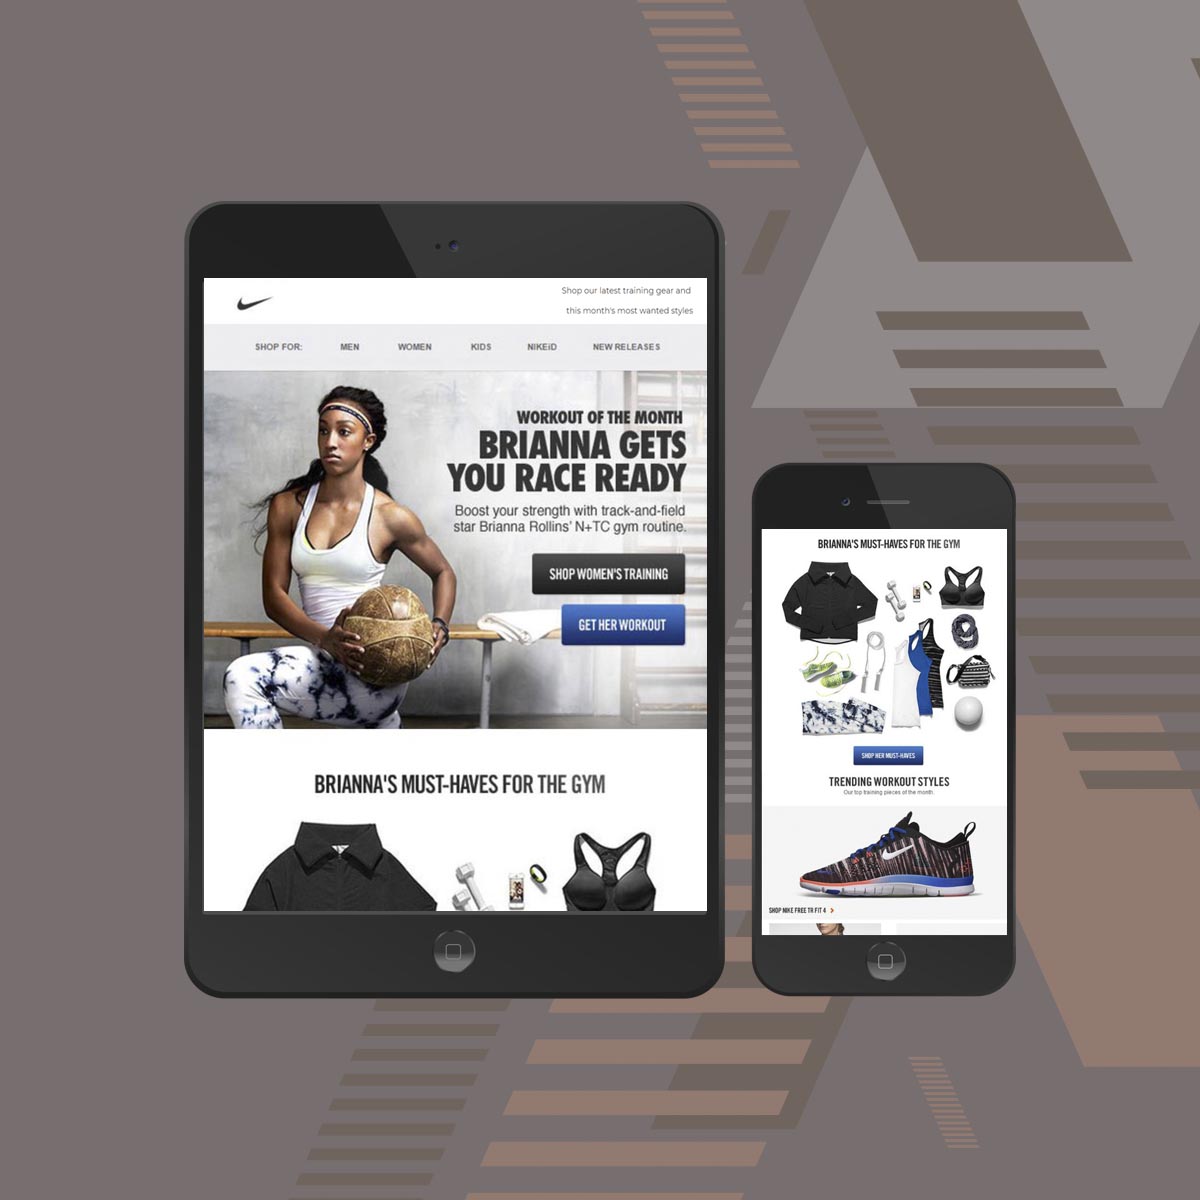 Shop our latest training gear and
this month's most wanted styles
SHOP FOR: MEN WOMEN KIDS NIKEiD NEW RELEASES
WORKOUT OF THE MONTH
BRIANNA GETS
YOU RACE READY
Boost your strength with track-and-field
star Brianna Rollins' N+TC gym routine.
SHOP WOMEN'S TRAINING
GET HER WORKOUT
BRIANNA'S MUST-HAVES FOR THE GYM
BRIANNA'S MUST-HAVES FOR THE GYM
SHOP HER MUST-HAVES
TRENDING WORKOUT STYLES
Our top training pieces of the month.
SHOP NIKE FREE TR FIT 4 >